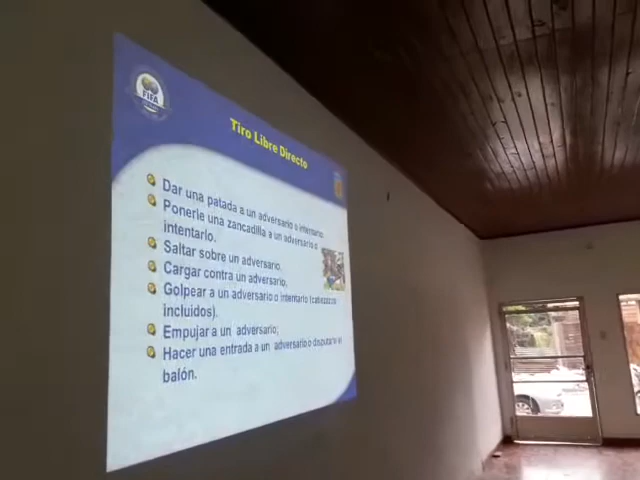 FIFA
Tiro Libre Directo
Dar una patada a un adversario o intentarlo.
Ponerle una zancadilla a un adversario o
intentarlo.
Saltar sobre un adversario.
Cargar contra un adversario.
Golpear a un adversario o intentarlo (cabezazos
incluidos).
Empujar a un adversario;
Hacer una entrada a un adversario o disputarle el
balón.